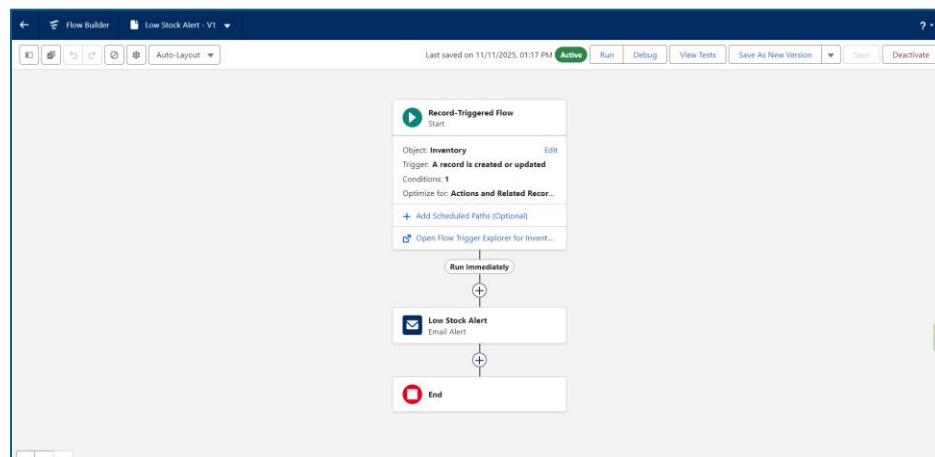 Flow Builder
Low Stock Alert - V1
?
Auto-Layout
Last saved on 11/11/2025, 01:17 PM
Active
Run
Debug
View Tests
Save As New Version
Save
Deactivate
Record-Triggered Flow
Start
Object: Inventory
Edit
Trigger: A record is created or updated
Conditions: 1
Optimize for: Actions and Related Recor...
+ Add Scheduled Paths (Optional)
Open Flow Trigger Explorer for Invent...
Run Immediately
Low Stock Alert
Email Alert
End